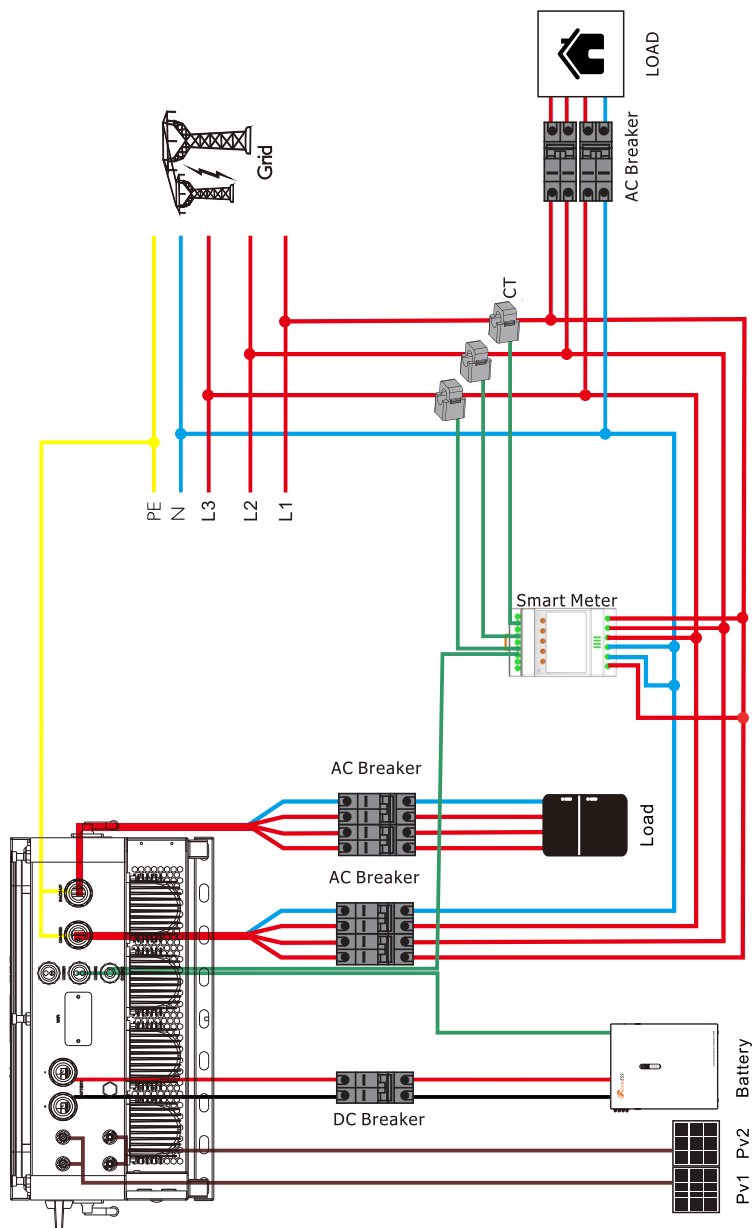 LOAD
AC Breaker
Grid
CT
PE
N
L3
L2
L1
Smart Meter
AC Breaker
Load
AC Breaker
DC Breaker
Battery
Pv2
Pv1